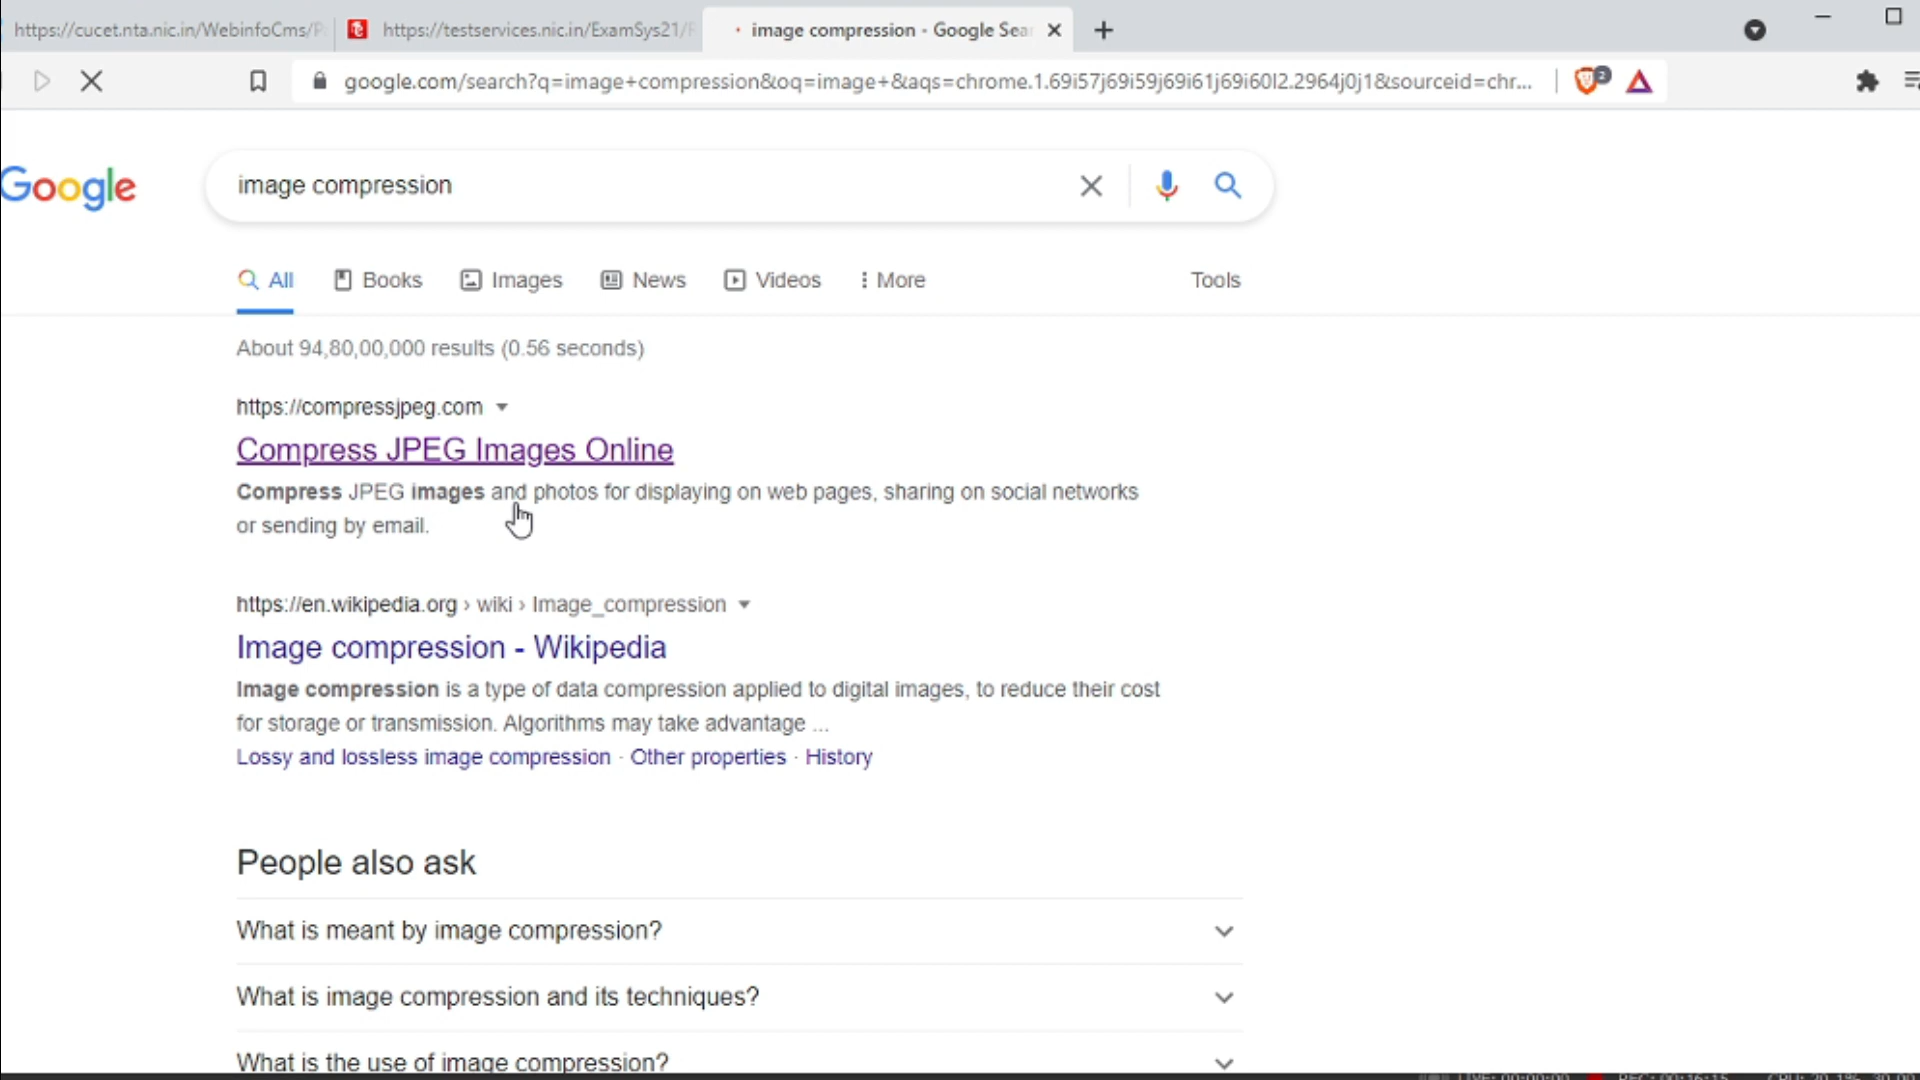 https://cucet.nta.nic.in/WebinfoCms/P
https://testservices.nic.in/ExamSys21/
image compression - Google Sear
google.com/search?q=image+compression&oq=image+&aqs=chrome.1.69i57j69i59j69i61j69i60l2.2964j0j1&sourceid=chr...
2
Google
image compression
All
Books
Images
News
Videos
More
Tools
About 94,80,00,000 results (0.56 seconds)
https://compressjpeg.com
Compress JPEG Images Online
Compress JPEG images and photos for displaying on web pages, sharing on social networks
or sending by email.
https://en.wikipedia.org › wiki › Image_compression
Image compression - Wikipedia
Image compression is a type of data compression applied to digital images, to reduce their cost
for storage or transmission. Algorithms may take advantage ...
Lossy and lossless image compression · Other properties · History
People also ask
What is meant by image compression?
What is image compression and its techniques?
What is the use of image compression?